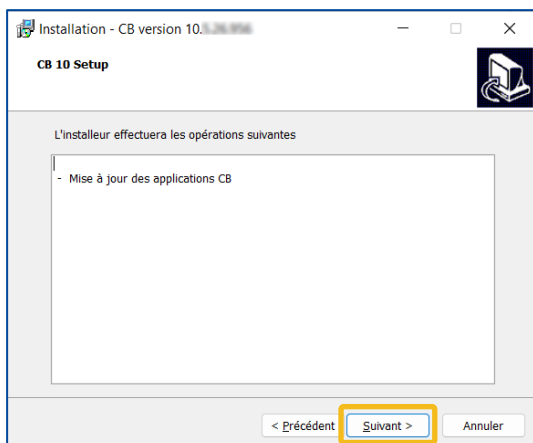 Installation - CB version 10.
CB 10 Setup
L'installeur effectuera les opérations suivantes
- Mise à jour des applications CB
< Précédent
Suivant >
Annuler